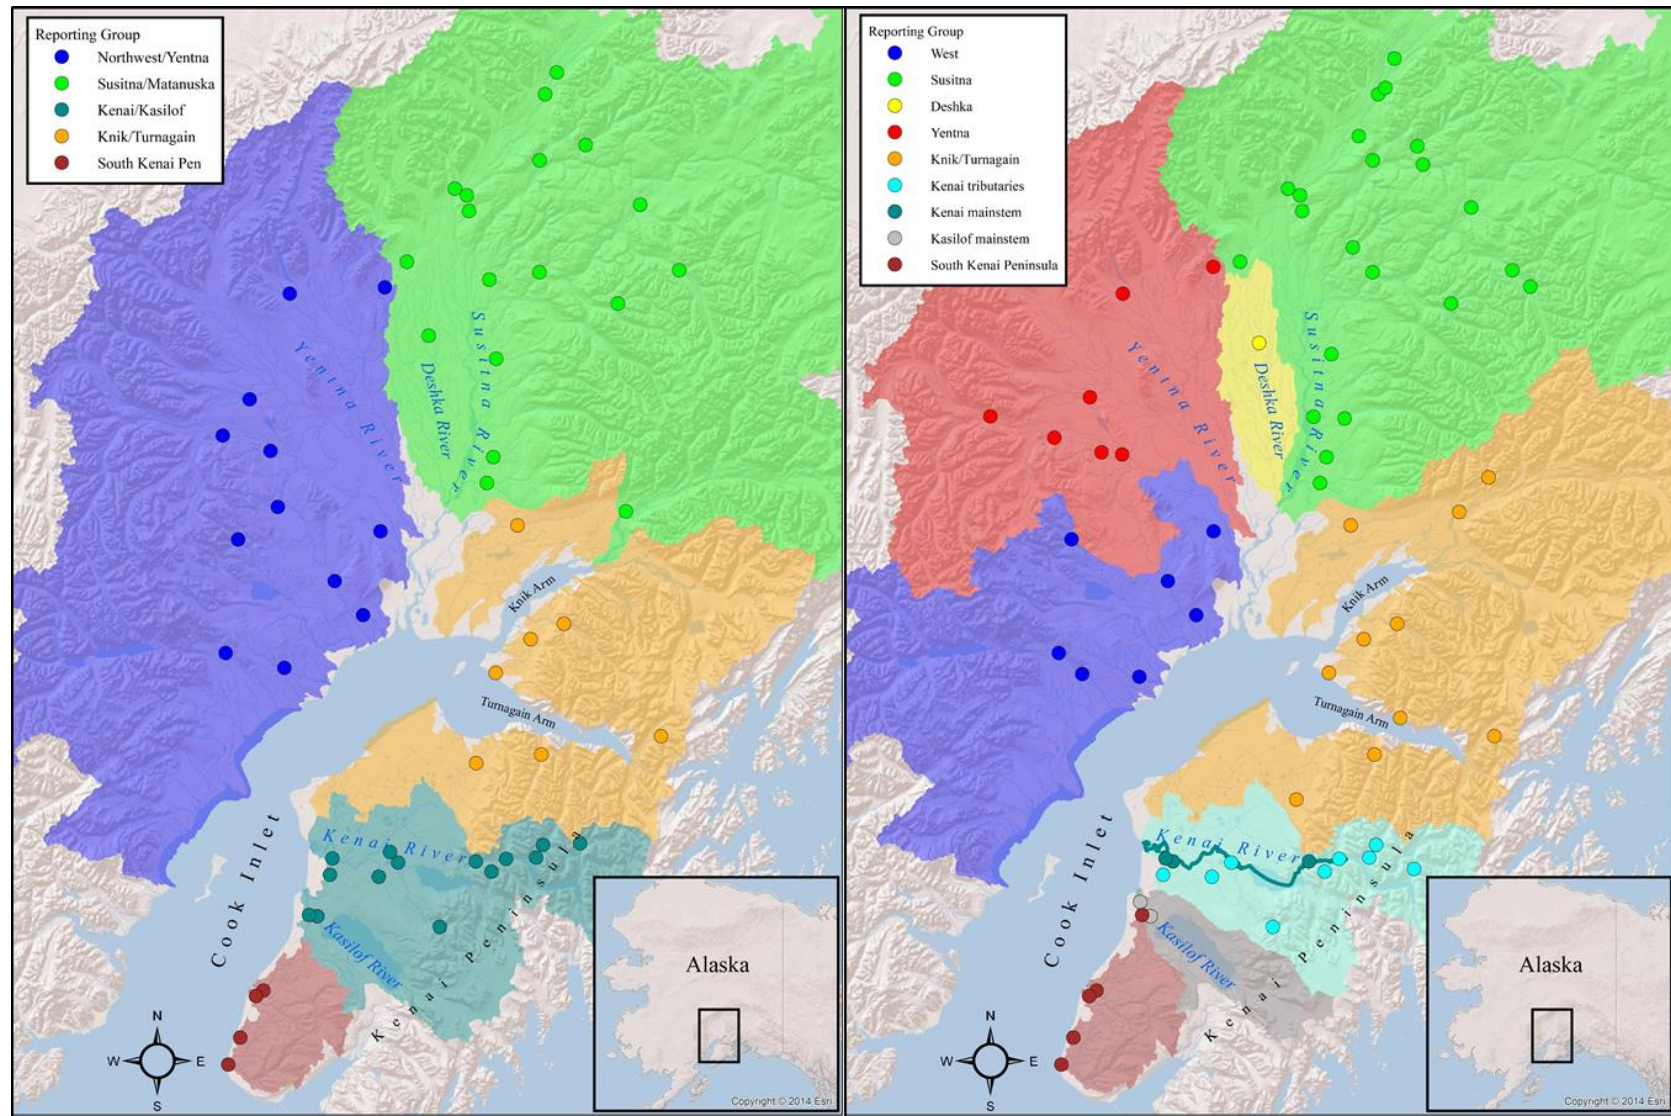 Reporting Group
Northwest/Yentna
Susitna/Matanuska
Kenai/Kasilof
Knik/Turnagain
South Kenai Pen
Yentna River
Deshka River
Susitna River
Knik Arm
Turnagain Arm
Kenai River
Cook Inlet
Kasilof River
Kenai Peninsula
N
W
E
S
Alaska
Copyright © 2014 Esri
Reporting Group
West
Susitna
Deshka
Yentna
Knik/Turnagain
Kenai tributaries
Kenai mainstem
Kasilof mainstem
South Kenai Peninsula
Yentna River
Deshka River
Susitna River
Knik Arm
Turnagain Arm
Kenai River
Cook Inlet
Kasilof River
Kenai Peninsula
N
W
E
S
Alaska
Copyright © 2014 Esri